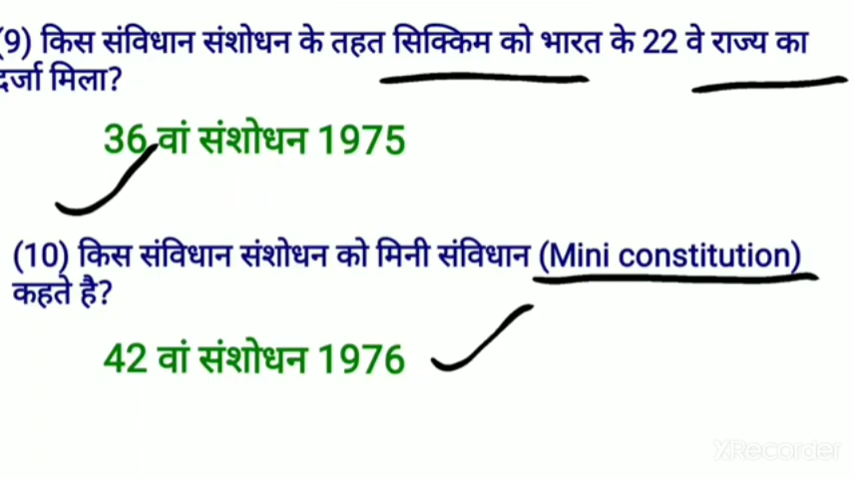 (9) किस संविधान संशोधन के तहत सिक्किम को भारत के 22 वे राज्य का
दर्जा मिला?
36 वां संशोधन 1975
(10) किस संविधान संशोधन को मिनी संविधान (Mini constitution)
कहते है?
42 वां संशोधन 1976
XRecorder